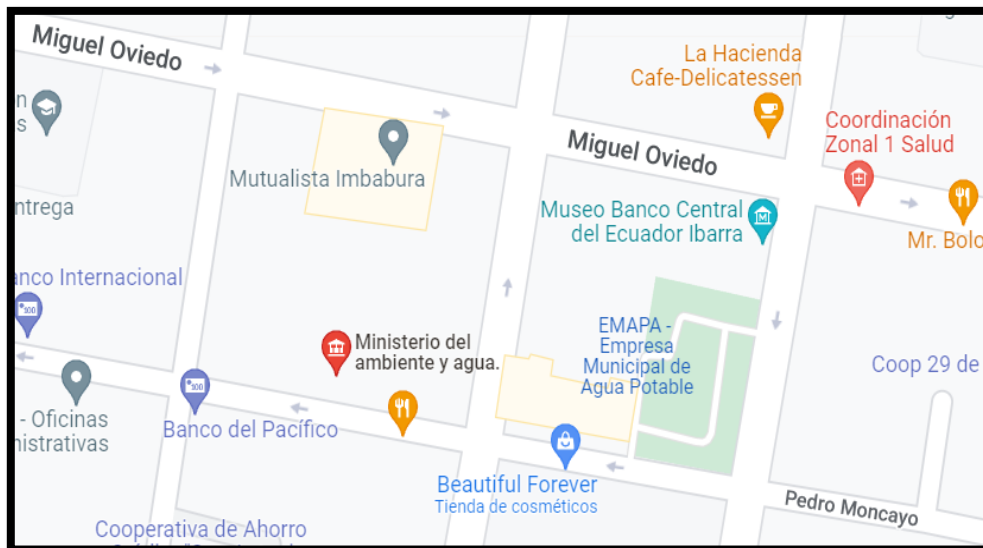 Miguel Oviedo
La Hacienda
Cafe-Delicatessen
n
s
Coordinación
Zonal 1 Salud
Miguel Oviedo
Mutualista Imbabura
ntrega
Museo Banco Central
del Ecuador Ibarra
Mr. Bolo
anco Internacional
EMAPA -
Empresa
Municipal de
Agua Potable
Ministerio del
ambiente y agua.
Coop 29 de
- Oficinas
nistrativas
Banco del Pacífico
Beautiful Forever
Tienda de cosméticos
Pedro Moncayo
Cooperativa de Ahorro